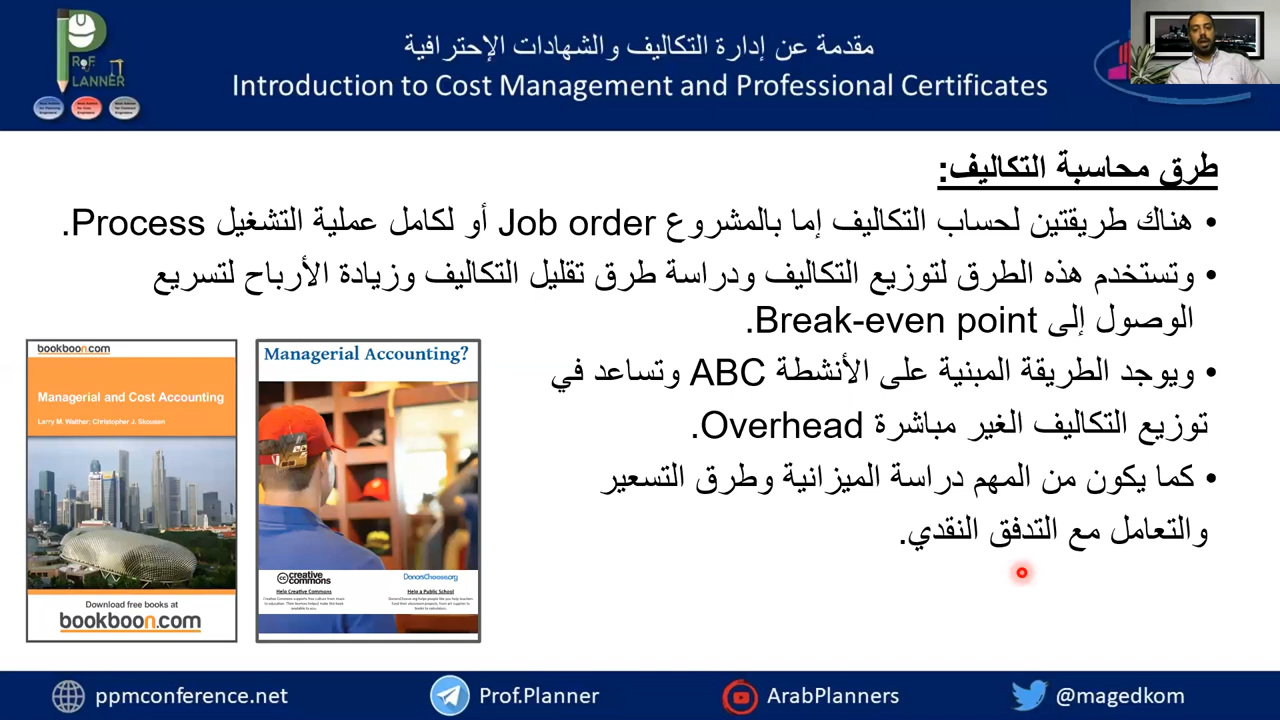 مقدمة عن إدارة التكاليف والشهادات الإحترافية
Introduction to Cost Management and Professional Certificates
LANNER
طرق محاسبة التكاليف:
• هناك طريقتين لحساب التكاليف إما بالمشروع Job order أو لكامل عملية التشغيل Process.
• وتستخدم هذه الطرق لتوزيع التكاليف ودراسة طرق تقليل التكاليف وزيادة الأرباح لتسريع
الوصول إلى Break-even point.
• ويوجد الطريقة المبنية على الأنشطة ABC وتساعد في
توزيع التكاليف الغير مباشرة Overhead.
• كما يكون من المهم دراسة الميزانية وطرق التسعير
والتعامل مع التدفق النقدي.
bookboon.com
Managerial and Cost Accounting
Larry M. Walther; Christopher J. Skousen
Download free books at
bookboon.com
Managerial Accounting?
creative commons
Help Creative Commons
DonorsChoose.org
Help a Public School
ppmconference.net
Prof.Planner
ArabPlanners
@magedkom